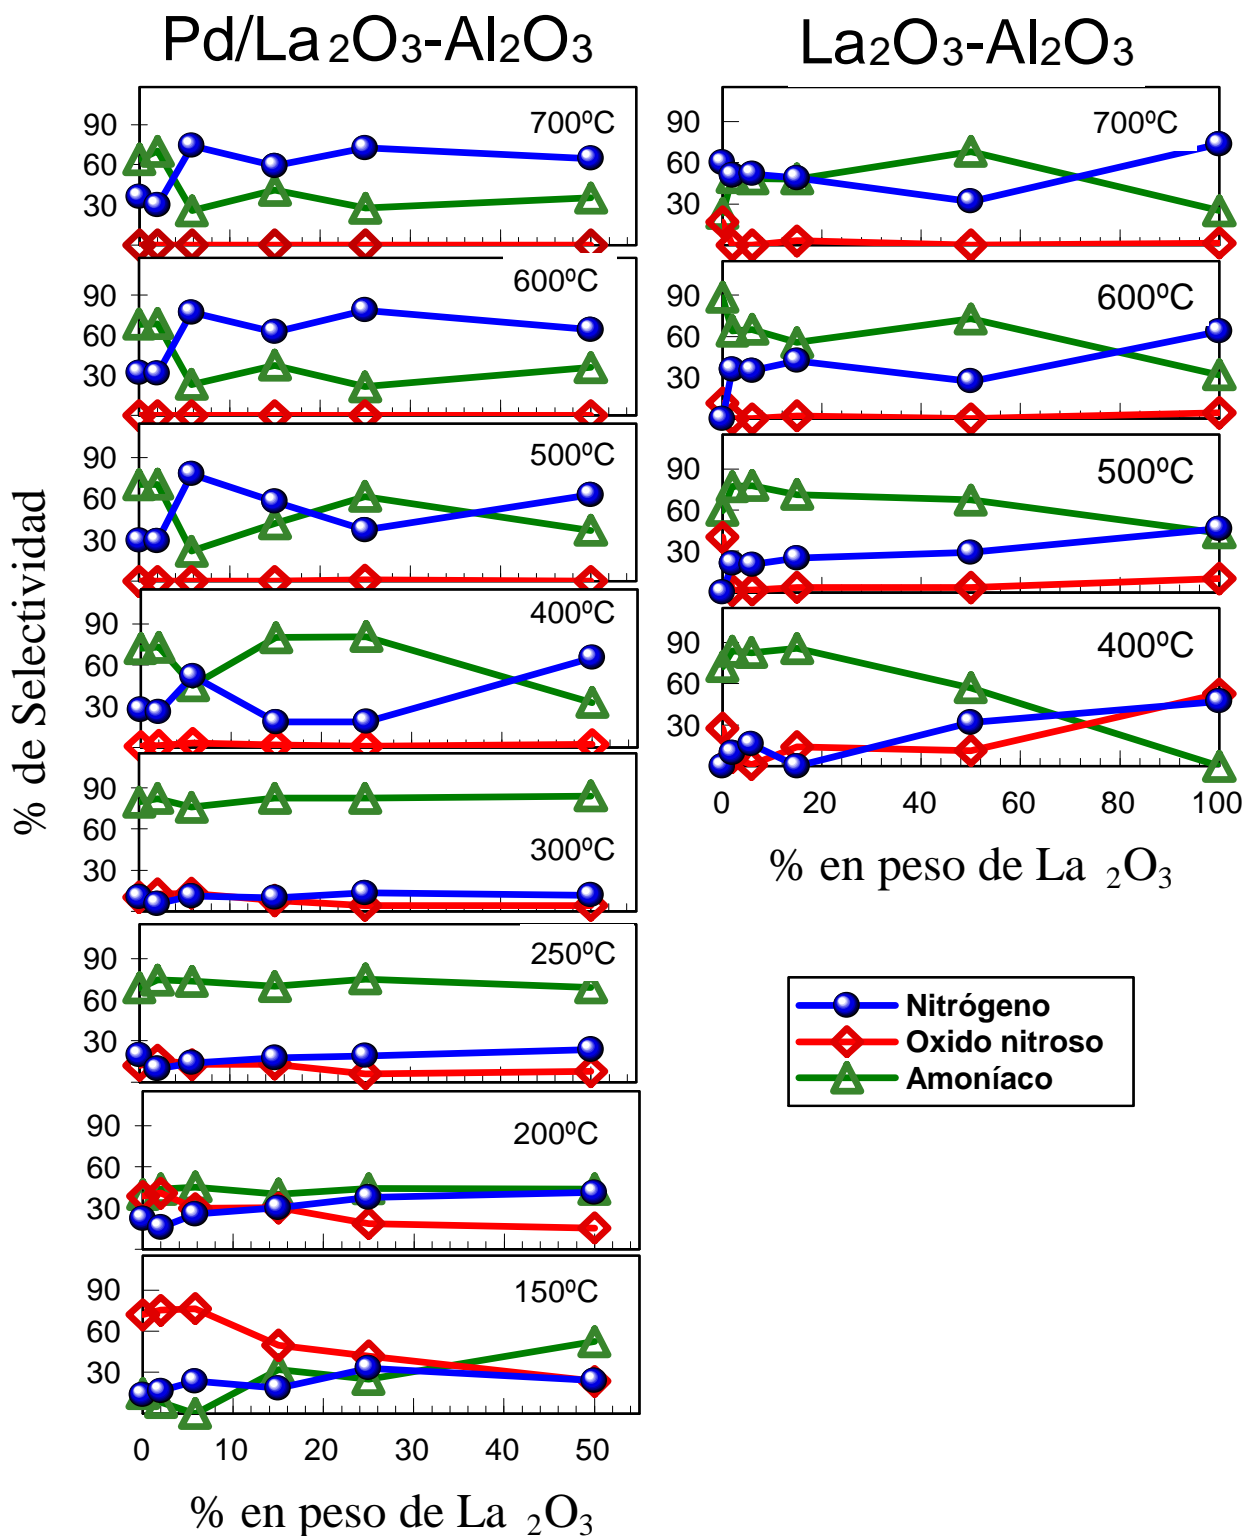 Pd/La2O3-Al2O3
La2O3-Al2O3
% de Selectividad
700ºC
90
60
30
600ºC
90
60
30
500ºC
90
60
30
400ºC
90
60
30
300ºC
90
60
30
250ºC
90
60
30
200ºC
90
60
30
150ºC
90
60
30
0 10 20 30 40 50
% en peso de La 2O3
700ºC
90
60
30
600ºC
90
60
30
500ºC
90
60
30
400ºC
90
60
30
0 20 40 60 80 100
% en peso de La 2O3
Nitrógeno
Oxido nitroso
Amoníaco